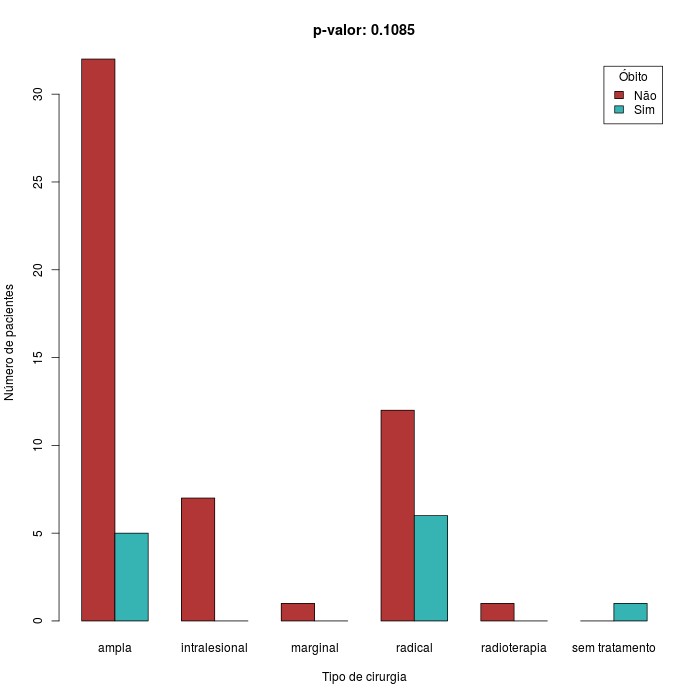 p-valor: 0.1085
Óbito
Não
Sim
Número de pacientes
30
25
20
15
10
5
0
ampla intralesional marginal radical radioterapia sem tratamento
Tipo de cirurgia